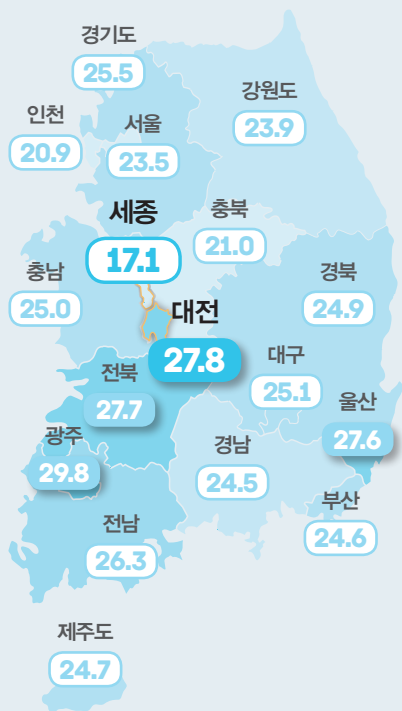 경기도
25.5
강원도
23.9
인천
20.9
서울
23.5
세종
17.1
충북
21.0
충남
25.0
경북
24.9
대전
27.8
대구
25.1
전북
27.7
울산
27.6
광주
29.8
경남
24.5
부산
24.6
전남
26.3
제주도
24.7